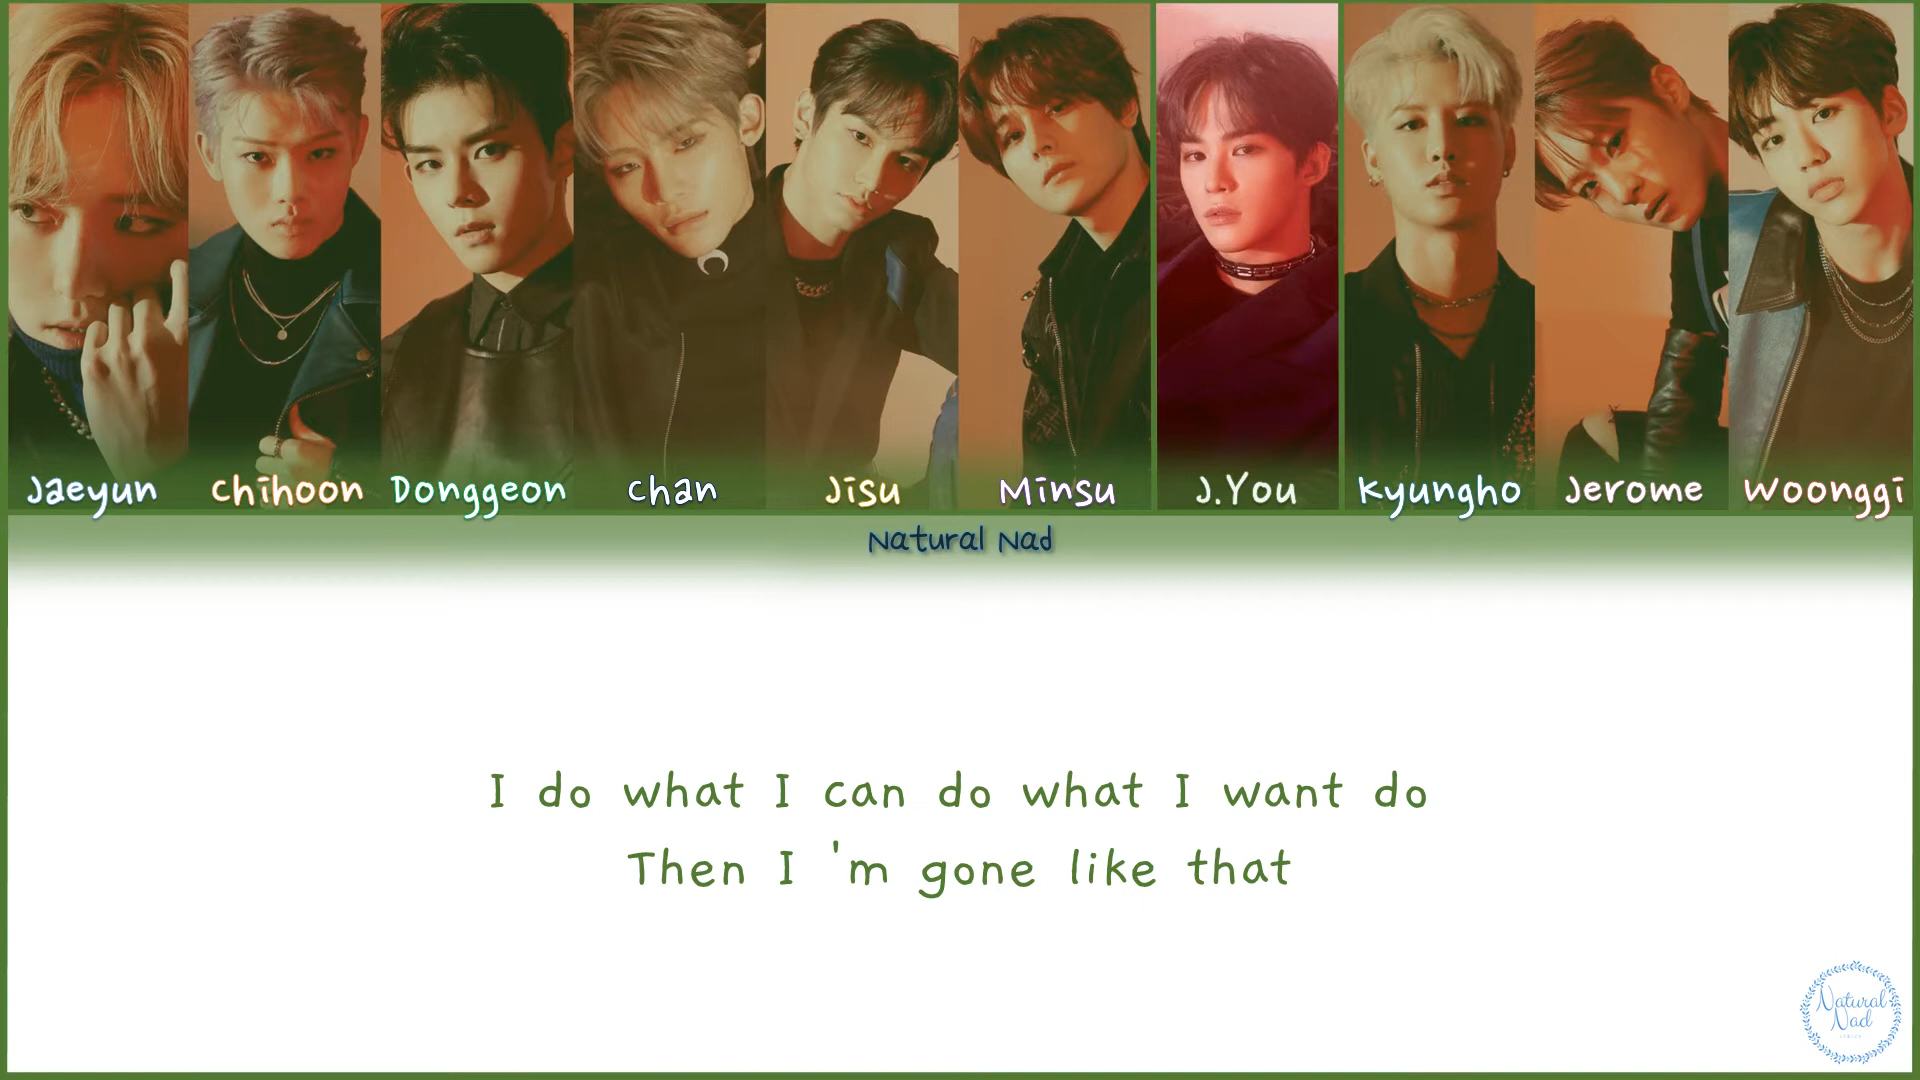 Jaeyun Chihoon Donggeon Chan Jisu Minsu J.You Kyungho Jerome Woonggi
Natural Nad
I do what I can do what I want do
Then I 'm gone like that
Natural
Nad